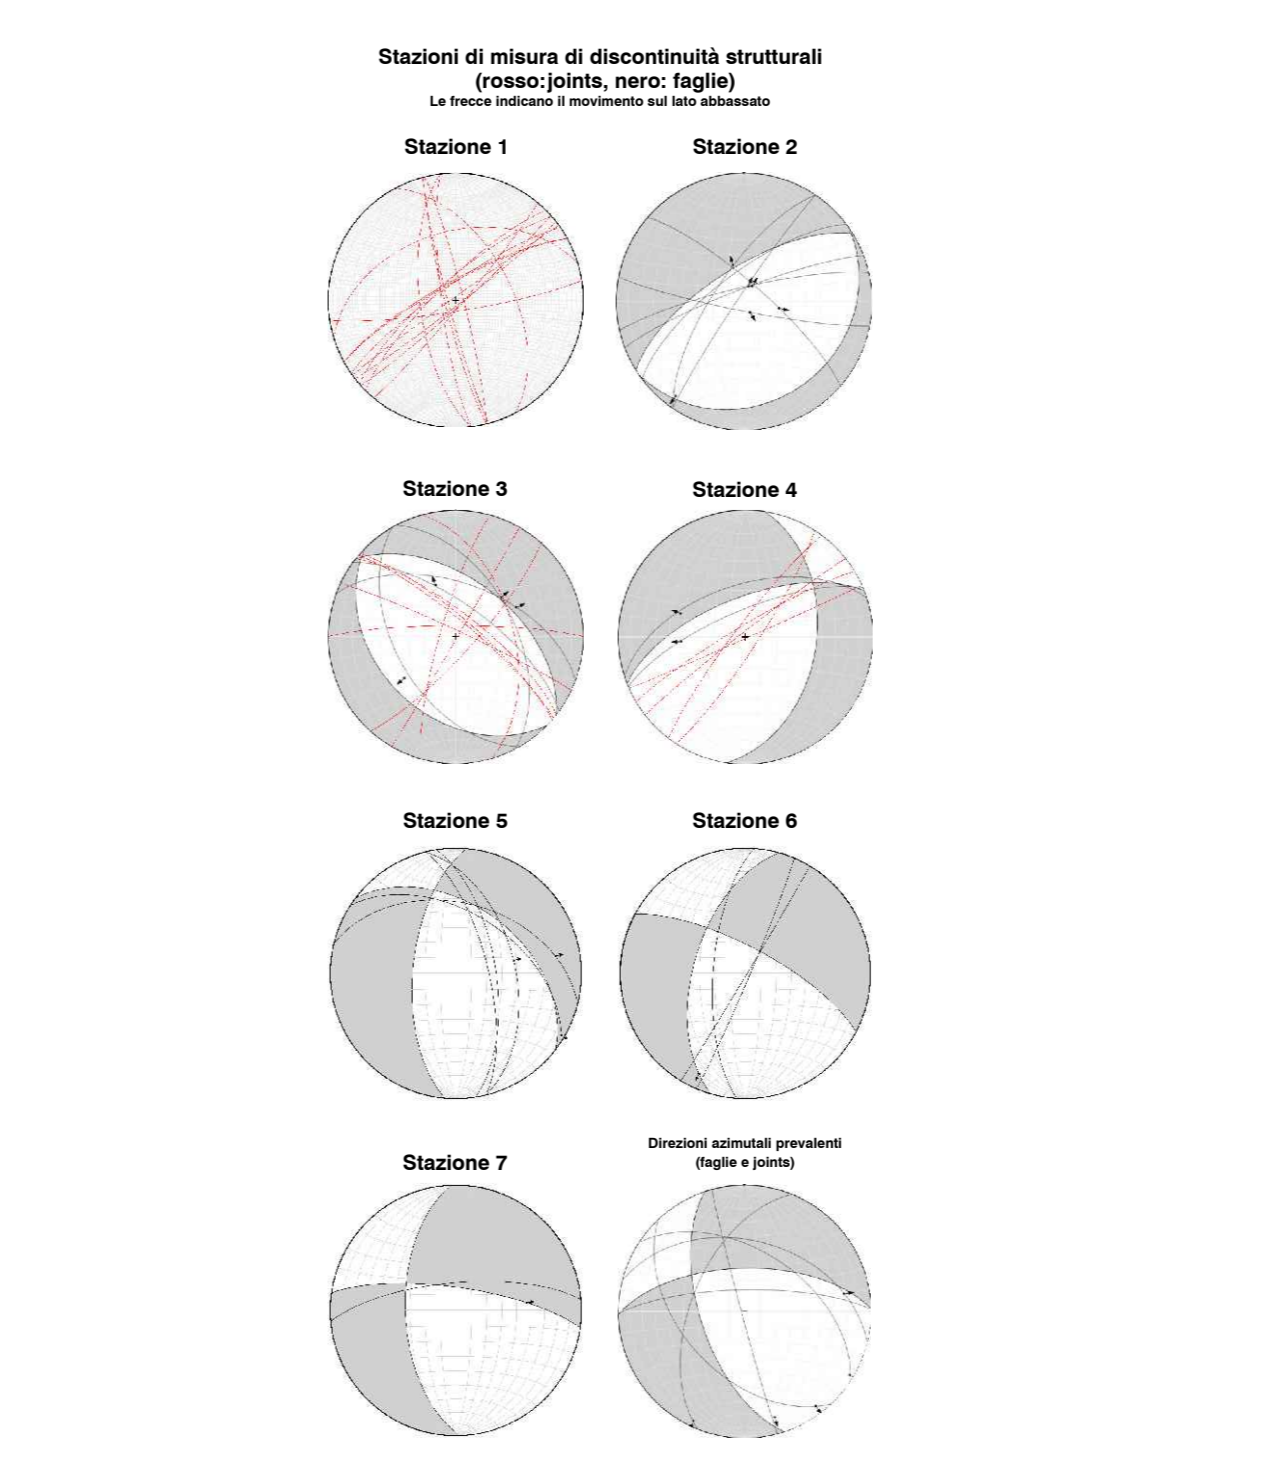 Stazioni di misura di discontinuità strutturali
(rosso:joints, nero: faglie)
Le frecce indicano il movimento sul lato abbassato
Stazione 1
Stazione 2
Stazione 3
Stazione 4
Stazione 5
Stazione 6
Stazione 7
Direzioni azimutali prevalenti
(faglie e joints)